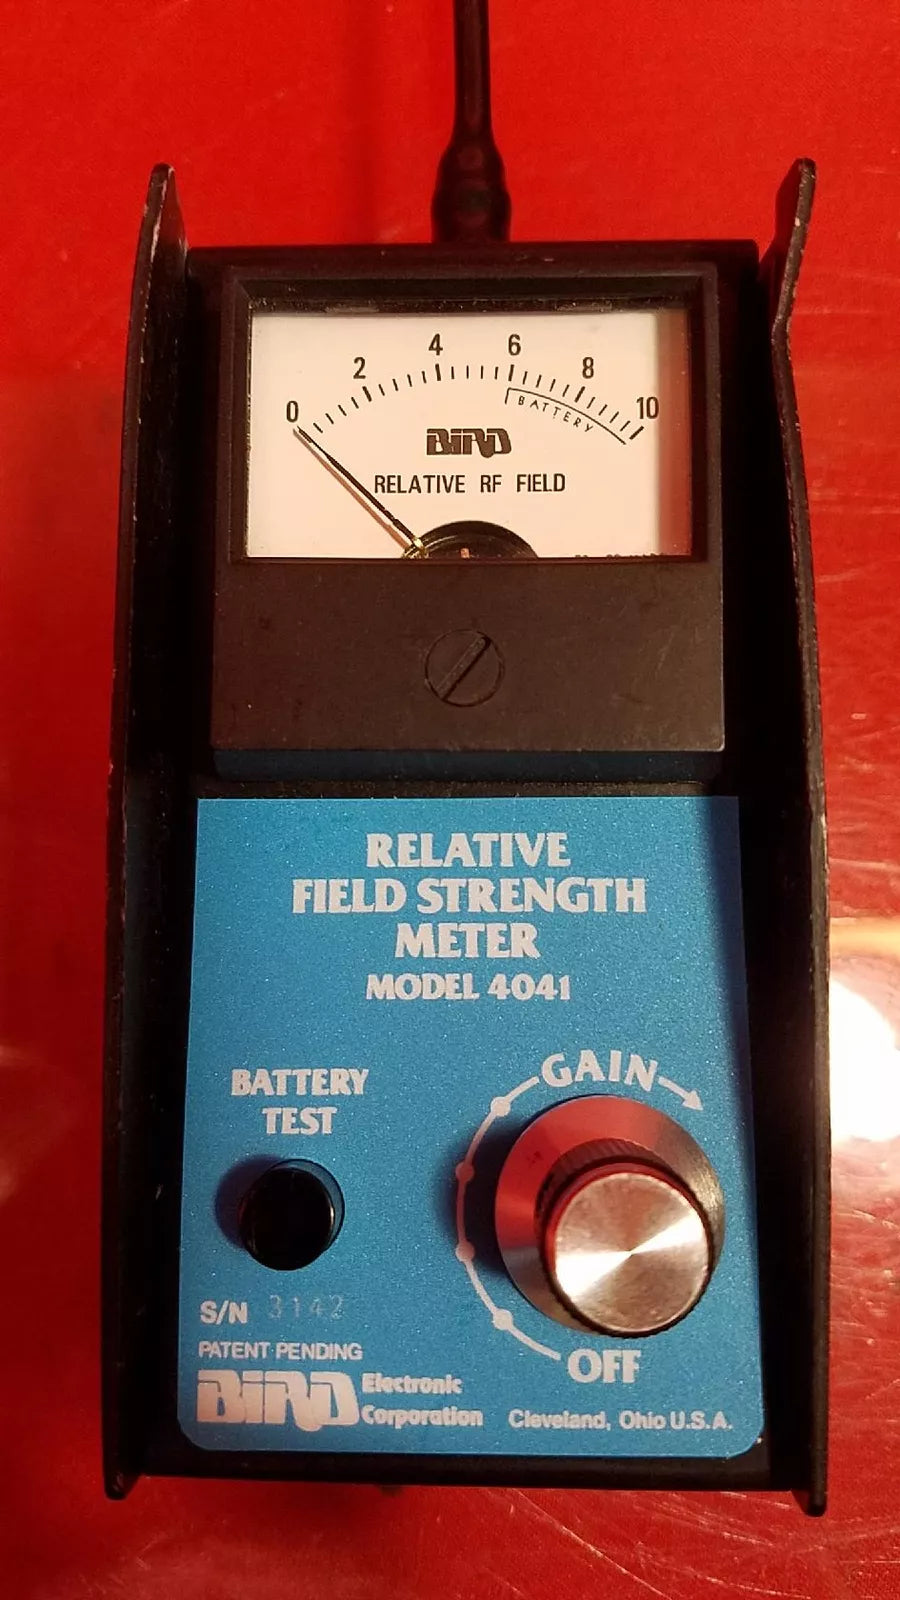 0 2 4 6 8 10
BATTERY
BIRD
RELATIVE RF FIELD
RELATIVE
FIELD STRENGTH
METER
MODEL 4041
GAIN
BATTERY
TEST
OFF
S/N 3142
PATENT PENDING
BIRD Electronic
Corporation
Cleveland, Ohio U.S.A.